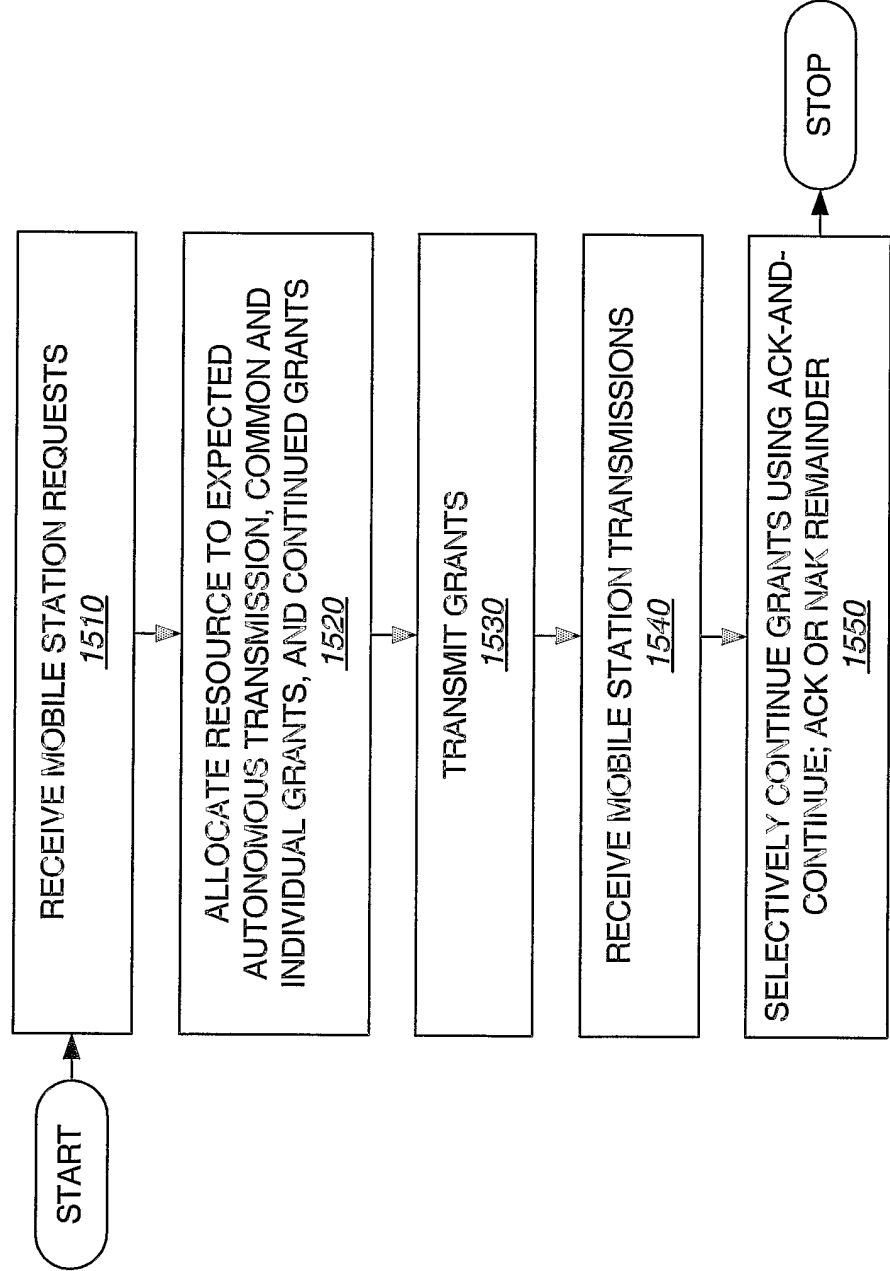 START
RECEIVE MOBILE STATION REQUESTS
1510
ALLOCATE RESOURCE TO EXPECTED
AUTONOMOUS TRANSMISSION, COMMON AND
INDIVIDUAL GRANTS, AND CONTINUED GRANTS
1520
TRANSMIT GRANTS
1530
RECEIVE MOBILE STATION TRANSMISSIONS
1540
SELECTIVELY CONTINUE GRANTS USING ACK-AND-
CONTINUE; ACK OR NAK REMAINDER
1550
STOP